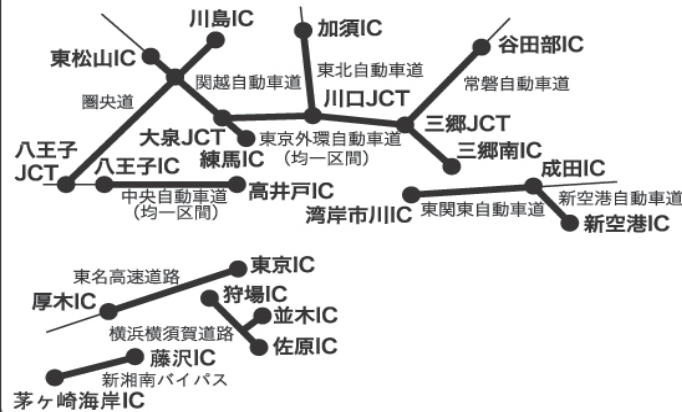 川島IC
加須IC
東松山IC
谷田部IC
関越自動車道
東北自動車道
常磐自動車道
圏央道
川口JCT
大泉JCT
東京外環自動車道
(均一区間)
三郷JCT
練馬IC
三郷南IC
八王子
JCT
八王子IC
中央自動車道
(均一区間)
高井戸IC
成田IC
湾岸市川IC
東関東自動車道
新空港自動車道
新空港IC
東名高速道路
東京IC
厚木IC
狩場IC
並木IC
横浜横須賀道路
佐原IC
藤沢IC
新湘南バイパス
茅ヶ崎海岸IC